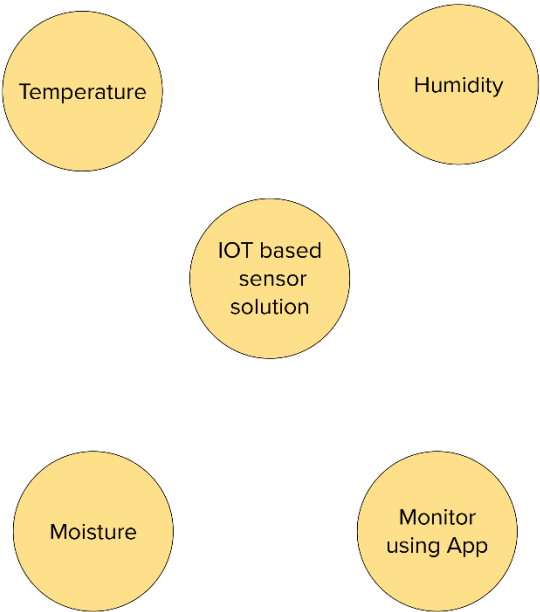 Temperature
Humidity
IOT based
sensor
solution
Moisture
Monitor
using App